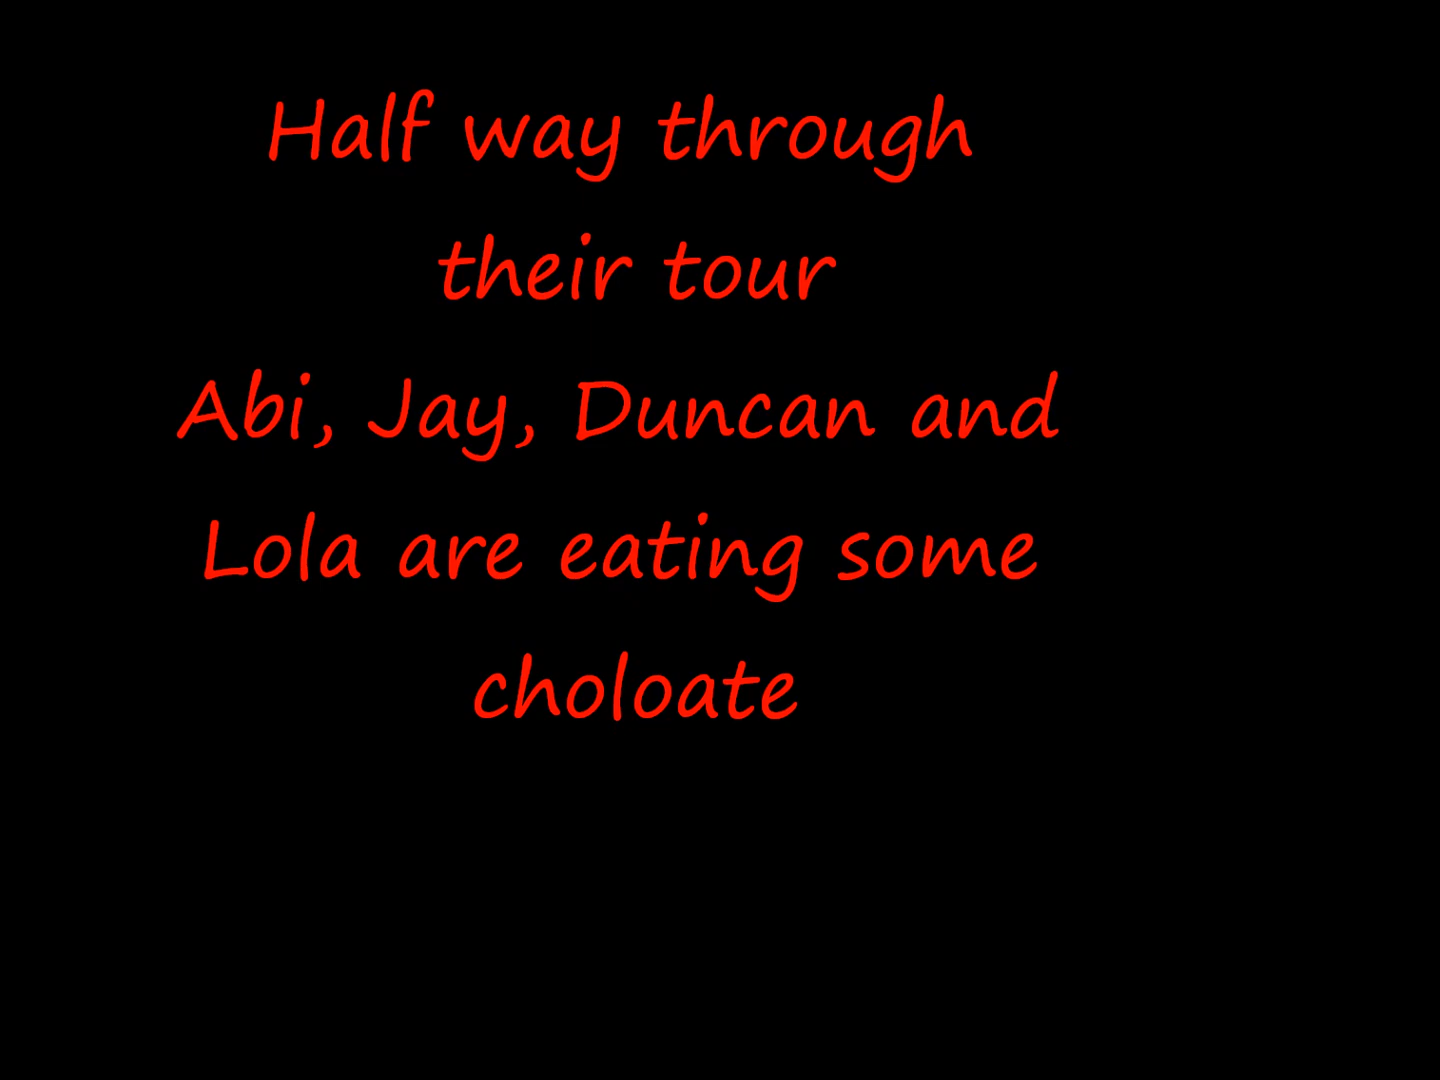 Half way through
their tour
Abi, Jay, Duncan and
Lola are eating some
choloate